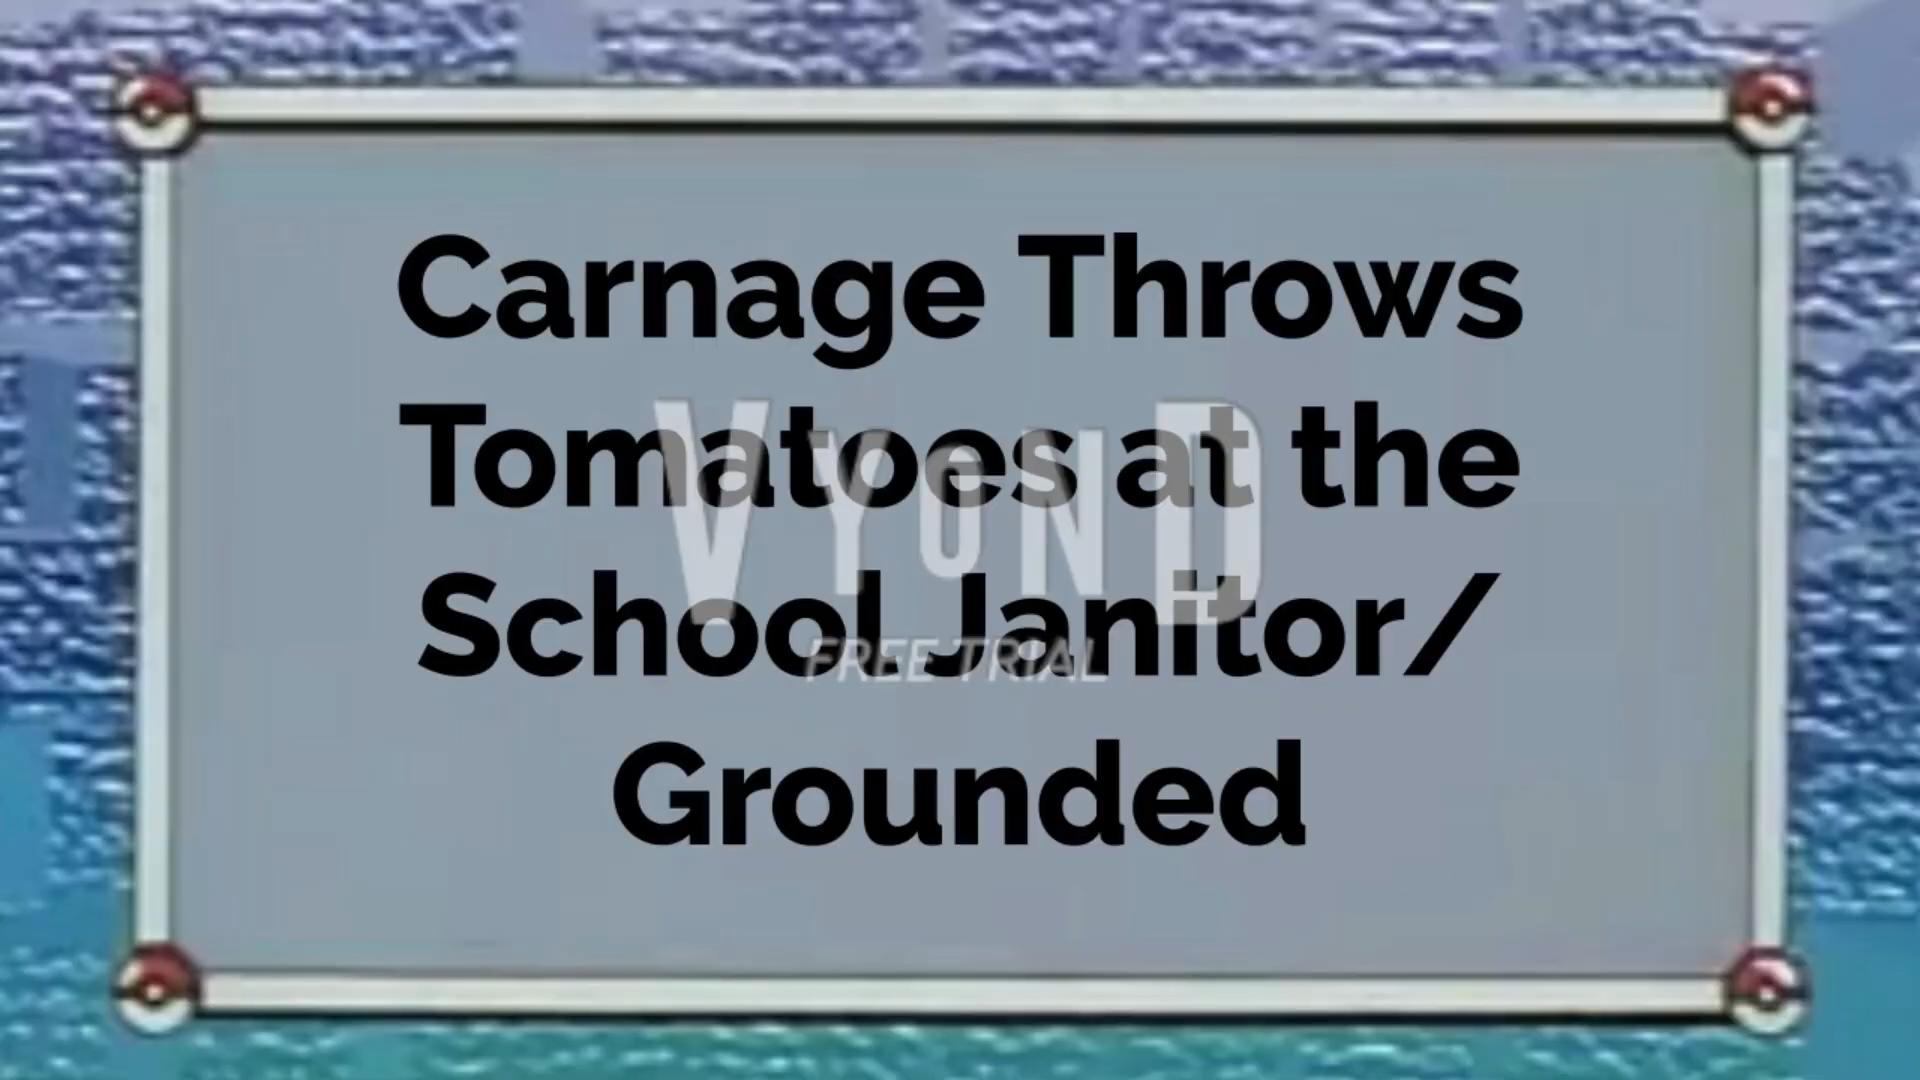 Carnage Throws
Tomatoes at the
School Janitor/
Grounded
VYOND
FREE TRIAL